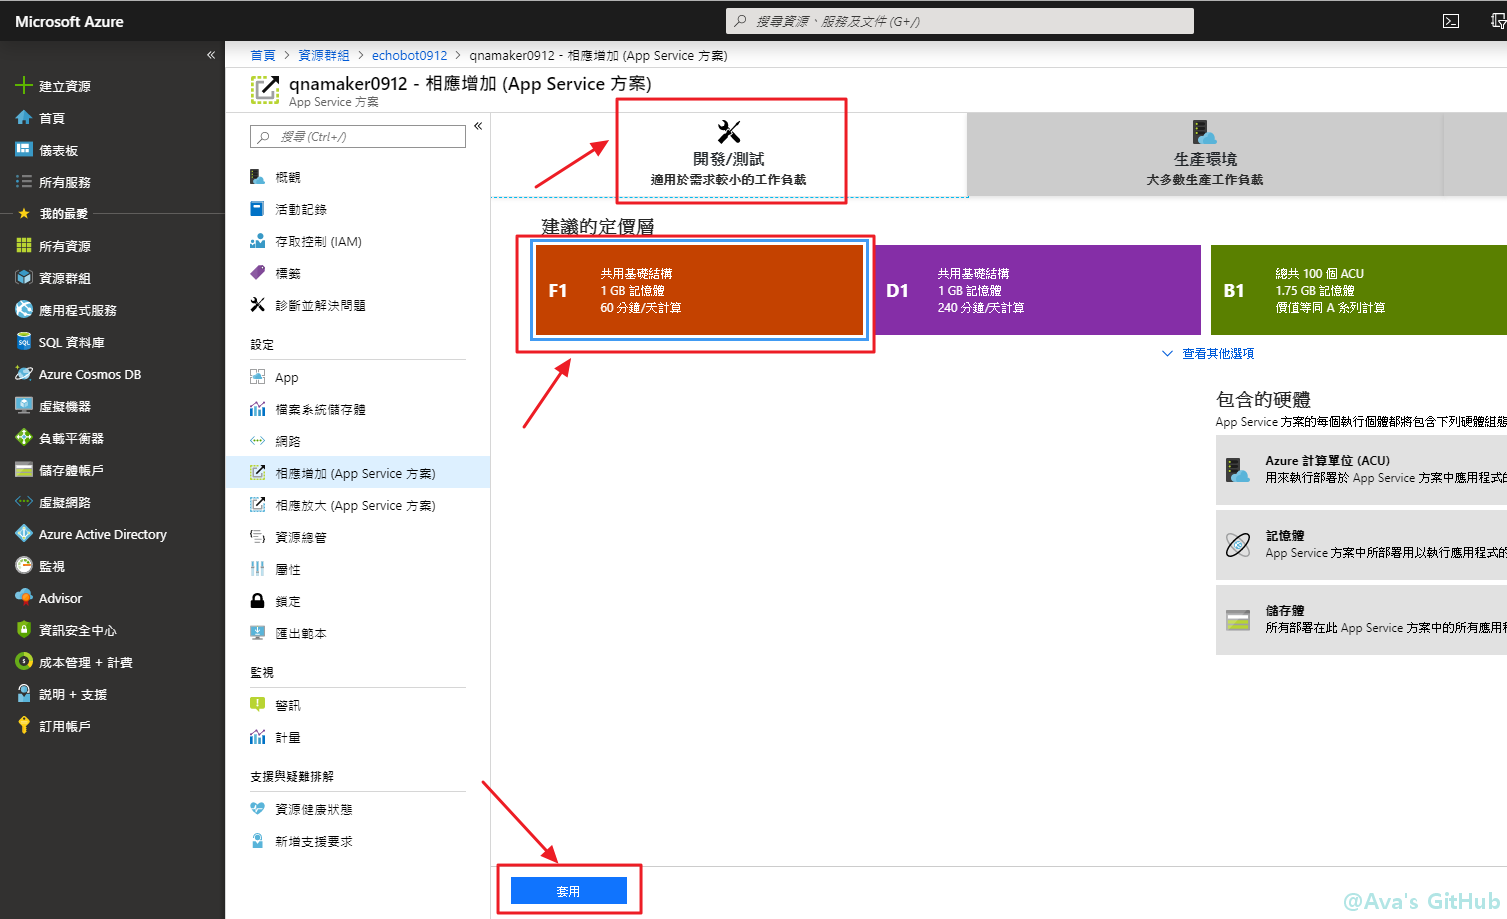 Microsoft Azure
搜尋資源、服務及文件 (G+/)
«
建立資源
首頁
儀表板
所有服務
我的最愛
所有資源
資源群組
應用程式服務
SQL 資料庫
Azure Cosmos DB
虛擬機器
負載平衡器
儲存體帳戶
虛擬網路
Azure Active Directory
監視
Advisor
資訊安全中心
成本管理 + 計費
説明 + 支援
訂用帳戶
首頁 > 資源群組 > echobot0912 > qnamaker0912 - 相應增加 (App Service 方案)
qnamaker0912 - 相應增加 (App Service 方案)
App Service 方案
搜尋 (Ctrl+/)
«
概觀
活動記錄
存取控制 (IAM)
標籤
診斷並解決問題
設定
App
檔案系統儲存體
網路
相應增加 (App Service 方案)
相應放大 (App Service 方案)
資源總管
屬性
鎖定
匯出範本
監視
警訊
計量
支援與疑難排解
資源健康狀態
新增支援要求
開發/測試
適用於需求較小的工作負載
生產環境
大多數生產工作負載
建議的定價層
F1
共用基礎結構
1 GB 記憶體
60 分鐘/天計算
D1
共用基礎結構
1 GB 記憶體
240 分鐘/天計算
B1
總共 100 個 ACU
1.75 GB 記憶體
價值等同 A 系列計算
查看其他選項
包含的硬體
App Service 方案的每個執行個體都將包含下列硬體組態
Azure 計算單位 (ACU)
用來執行部署於 App Service 方案中應用程式的
記憶體
App Service 方案中所部署用以執行應用程式的
儲存體
所有部署在此 App Service 方案中的所有應用程
套用
@Ava's GitHub